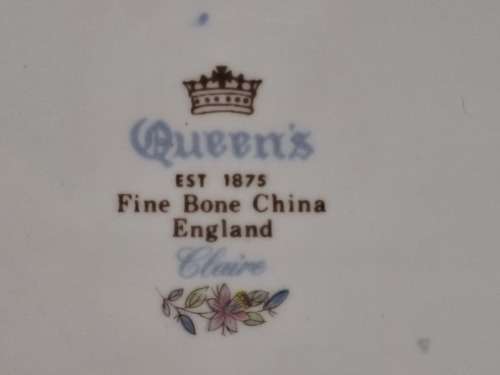 Queen's
EST 1875
Fine Bone China
England
Claire